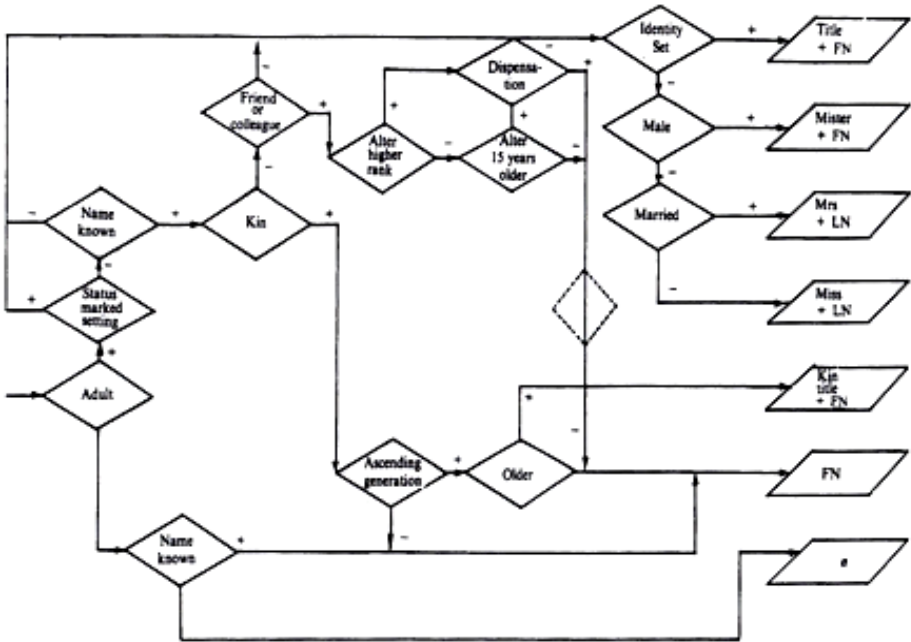 Identity
Set
+
Title
+ FN
−
Dispensa-
tion
−
+
Friend
or
colleague
−
+
Male
+
Mister
+ FN
−
+
Alter
higher
rank
−
Alter
15 years
older
+
−
Married
+
Mrs
+ LN
−
Name
known
−
+
Kin
−
+
Status
marked
setting
+
−
Miss
+ LN
−
Adult
+
Kin
title
+ FN
+
Ascending
generation
+
−
Older
−
FN
Name
known
+
ø